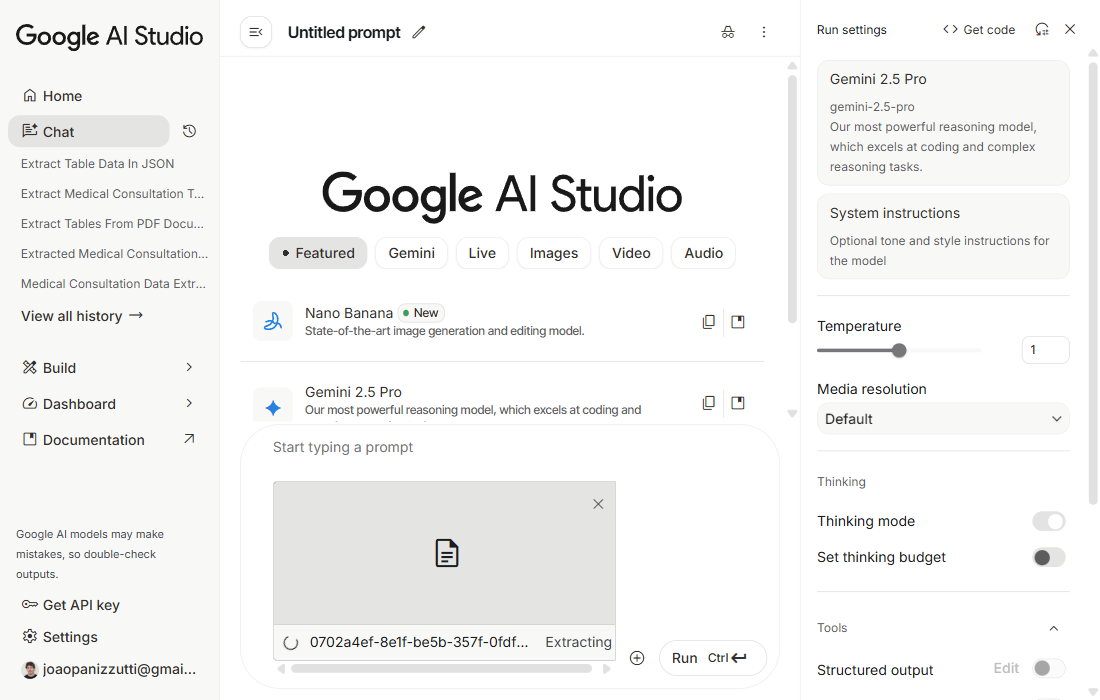 Google AI Studio
Home
Chat
Extract Table Data In JSON
Extract Medical Consultation T...
Extract Tables From PDF Docu...
Extracted Medical Consultation...
Medical Consultation Data Extr...
View all history
Build
Dashboard
Documentation
Google AI models may make
mistakes, so double-check
outputs.
Get API key
Settings
joaopanizzutti@gmai...
Untitled prompt
Google AI Studio
Featured
Gemini
Live
Images
Video
Audio
Nano Banana New
State-of-the-art image generation and editing model.
Gemini 2.5 Pro
Our most powerful reasoning model, which excels at coding and
Start typing a prompt
0702a4ef-8e1f-be5b-357f-0fdf... Extracting
Run Ctrl
Run settings
Get code
Gemini 2.5 Pro
gemini-2.5-pro
Our most powerful reasoning model,
which excels at coding and complex
reasoning tasks.
System instructions
Optional tone and style instructions for
the model
Temperature
1
Media resolution
Default
Thinking
Thinking mode
Set thinking budget
Tools
Structured output Edit